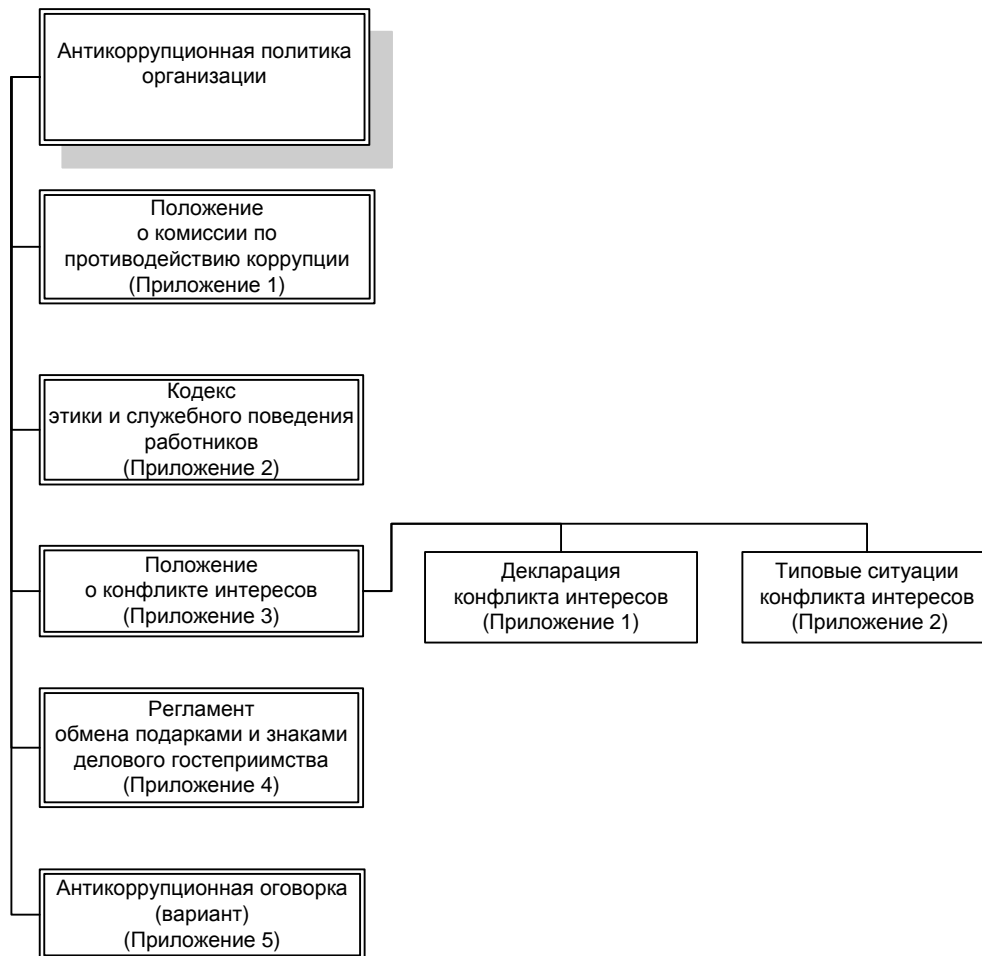 Антикоррупционная политика
организации
Положение
о комиссии по
противодействию коррупции
(Приложение 1)
Кодекс
этики и служебного поведения
работников
(Приложение 2)
Положение
о конфликте интересов
(Приложение 3)
Декларация
конфликта интересов
(Приложение 1)
Типовые ситуации
конфликта интересов
(Приложение 2)
Регламент
обмена подарками и знаками
делового гостеприимства
(Приложение 4)
Антикоррупционная оговорка
(вариант)
(Приложение 5)